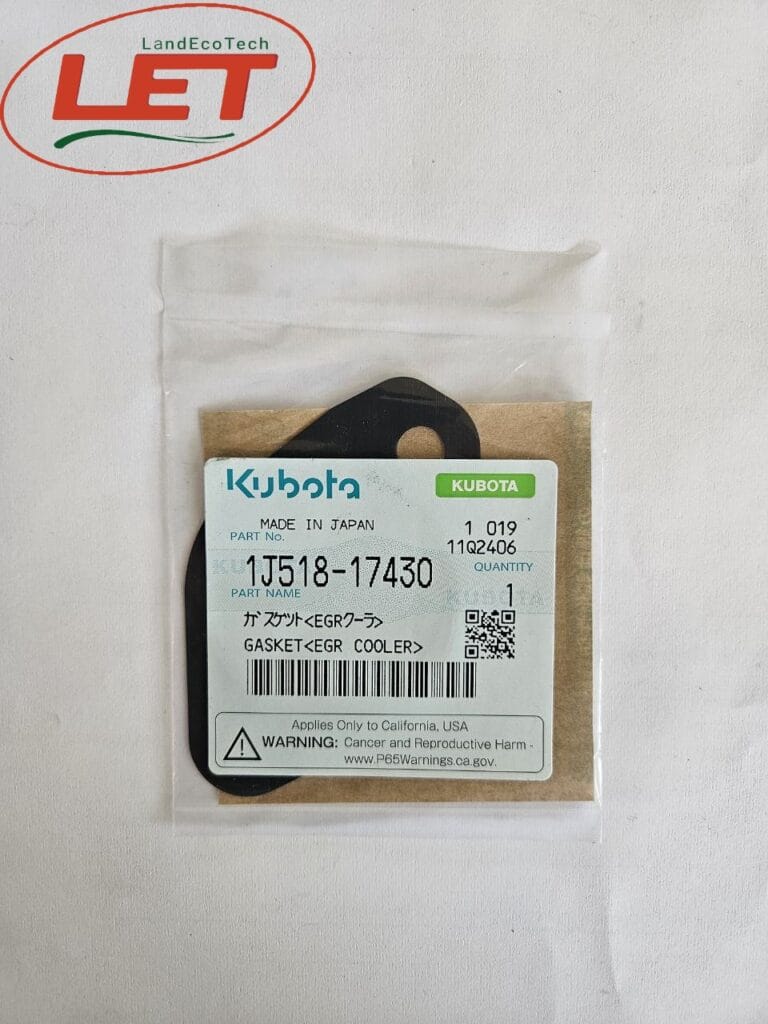 LandEcoTech
LET
Kubota
KUBOTA
MADE IN JAPAN
1 019
PART No.
11Q2406
1J518-17430
QUANTITY
PART NAME
1
ガスケット<EGRクーラ>
GASKET<EGR COOLER>
Applies Only to California, USA
WARNING: Cancer and Reproductive Harm -
www.P65Warnings.ca.gov.